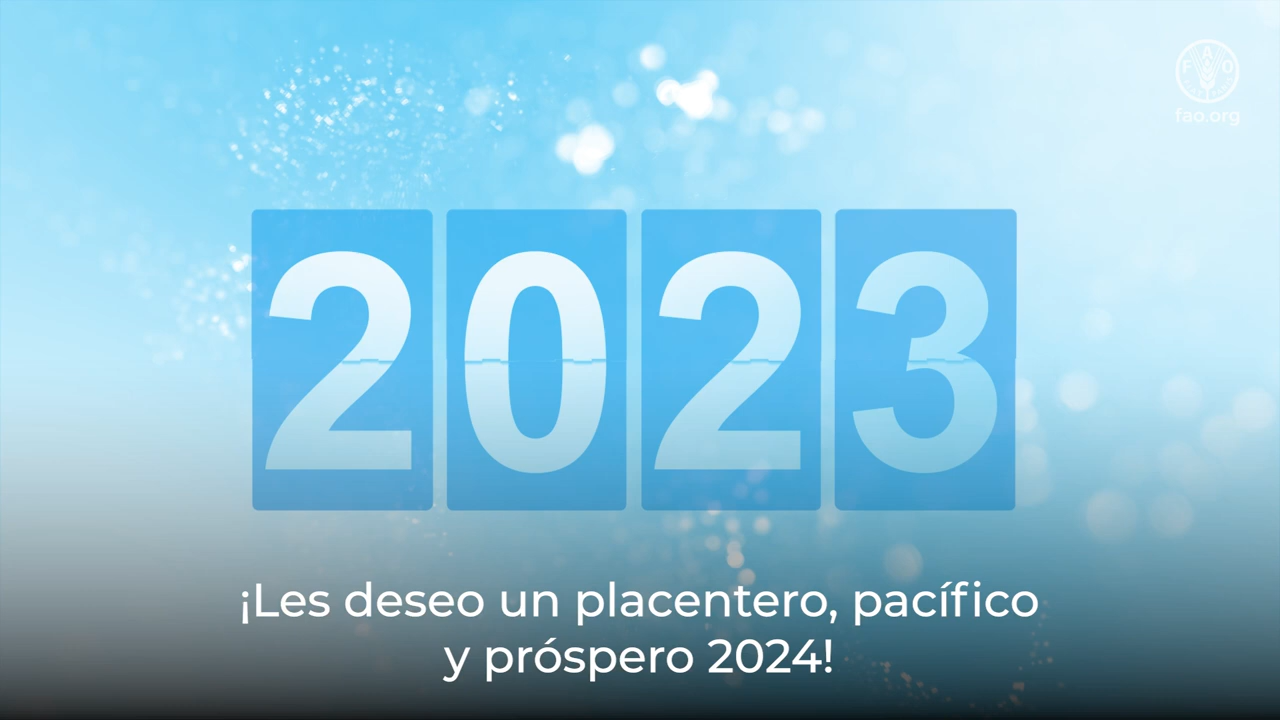 F A O
fao.org
2023
¡Les deseo un placentero, pacífico
y próspero 2024!